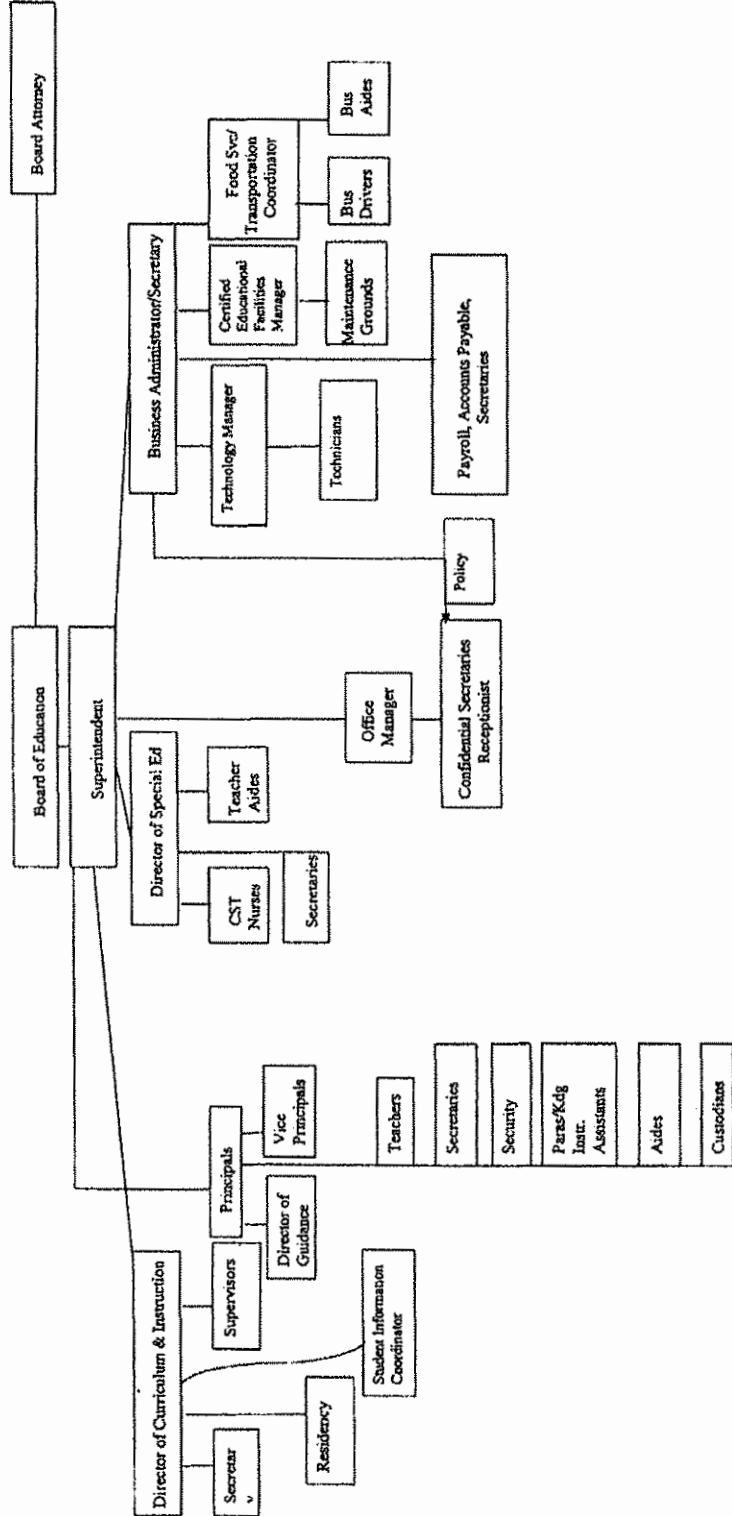 Board Attorney
Board of Education
Superintendent
Director of Curriculum & Instruction
Director of Special Ed
Business Administrator/Secretary
Secretar
y
Supervisors
Principals
CST
Nurses
Teacher
Aides
Technology Manager
Certified
Educational
Facilities
Manager
Food Svc/
Transportation
Coordinator
Residency
Director of
Guidance
Vice
Principals
Secretaries
Technicians
Maintenance
Grounds
Bus
Drivers
Bus
Aides
Student Information
Coordinator
Teachers
Office
Manager
Secretaries
Confidential Secretaries
Receptionist
Policy
Payroll, Accounts Payable,
Secretaries
Security
Paras/Kdg
Instr.
Assistants
Aides
Custodians